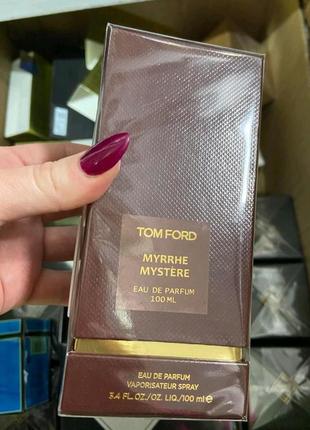 TOM FORD
MYRRHE
MYSTÈRE
EAU DE PARFUM
100 ML
EAU DE PARFUM
VAPORISATEUR SPRAY
3.4 FL.OZ./OZ. LIQ./100 ml e